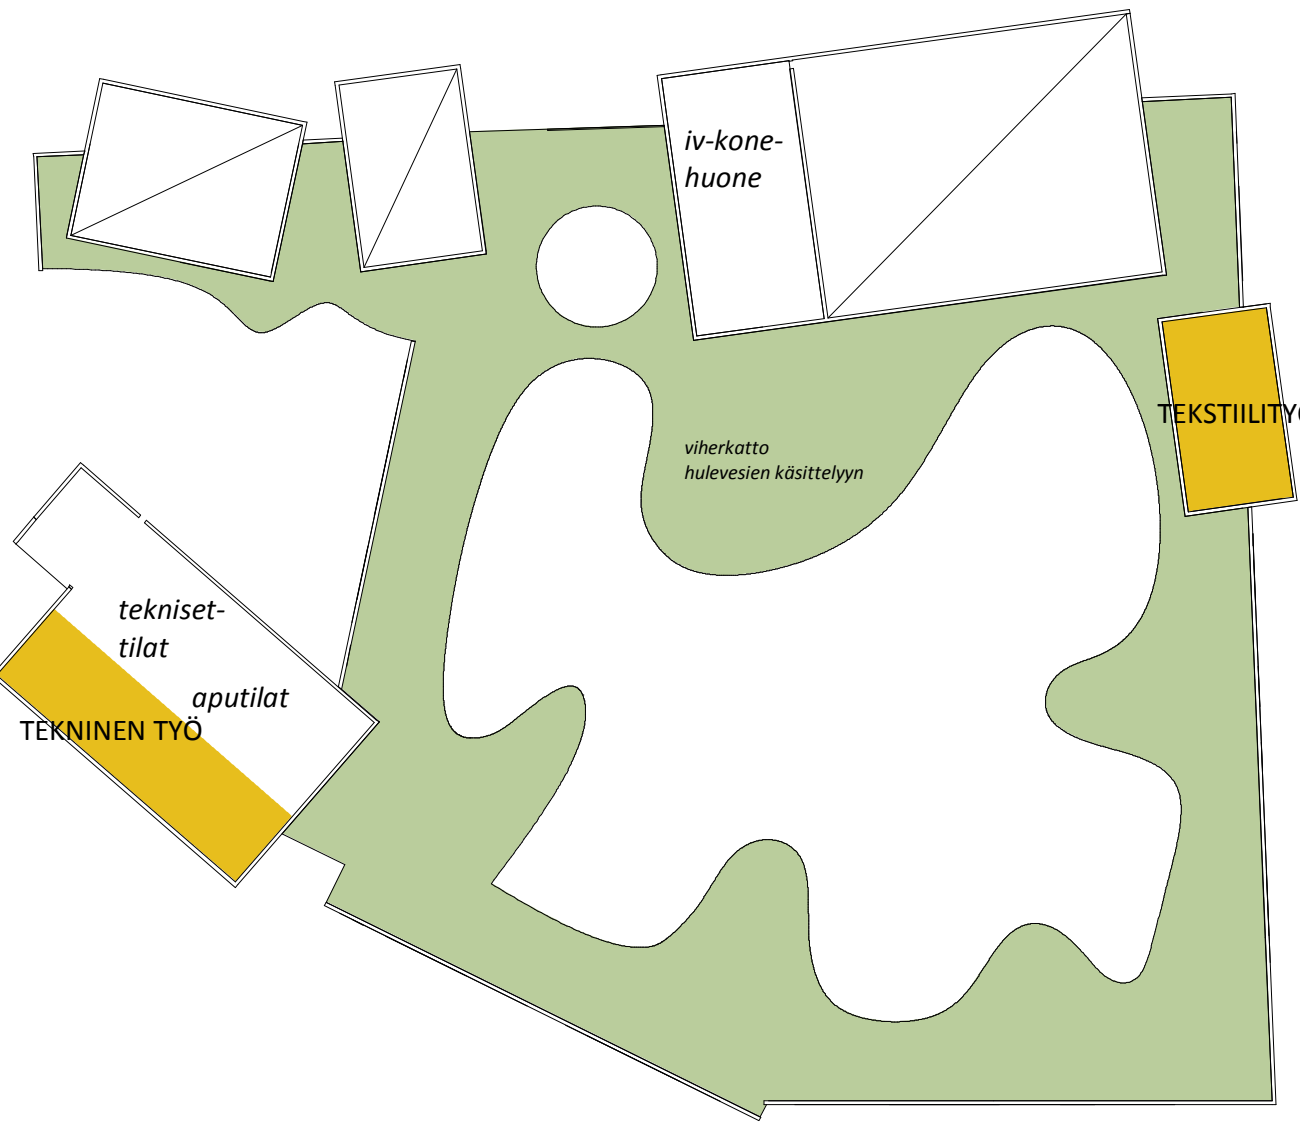 iv-kone-
huone
TEKSTIILITY
viherkatto
hulevesien käsittelyyn
tekniset-
tilat
aputilat
TEKNINEN TYÖ